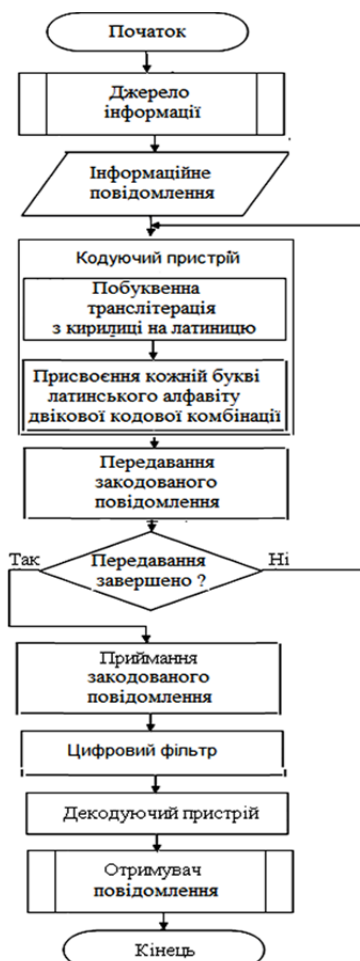 Початок
Джерело
інформації
Інформаційне
повідомлення
Кодуючий пристрій
Побуквенна
транслітерація
з кирилиці на латиницю
Присвоєння кожній букві
латинського алфавіту
двікової кодової комбінації
Передавання
закодованого
повідомлення
Так
Передавання
завершено ?
Ні
Приймання
закодованого
повідомлення
Цифровий фільтр
Декодуючий пристрій
Отримувач
повідомлення
Кінець